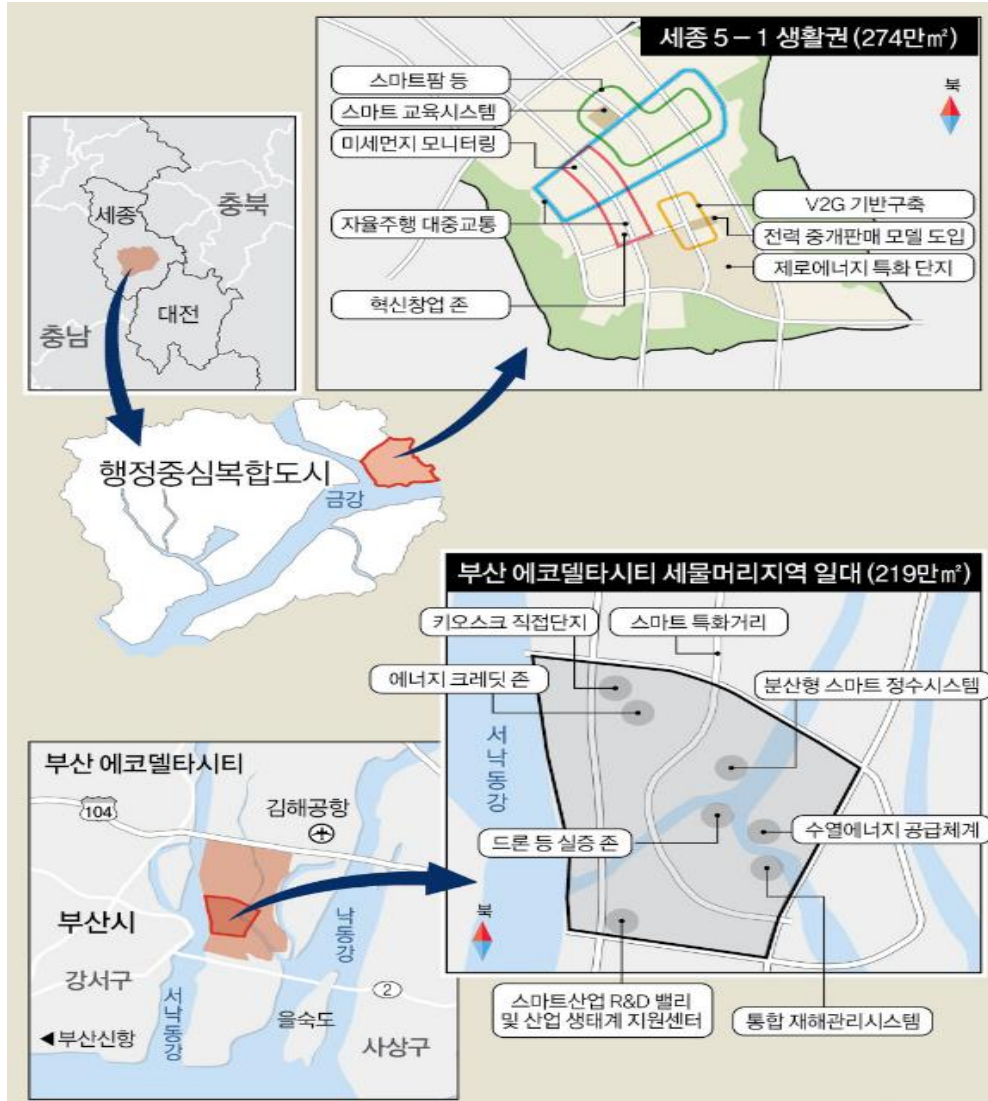 세종 5-1 생활권 (274만㎡)
북
스마트팜 등
스마트 교육시스템
미세먼지 모니터링
자율주행 대중교통
혁신창업 존
V2G 기반구축
전력 중개판매 모델 도입
제로에너지 특화 단지
세종
충북
대전
충남
행정중심복합도시
금강
부산 에코델타시티 세물머리지역 일대 (219만㎡)
키오스크 직접단지
스마트 특화거리
에너지 크레딧 존
분산형 스마트 정수시스템
서낙동강
드론 등 실증 존
수열에너지 공급체계
북
스마트산업 R&D 밸리
및 산업 생태계 지원센터
통합 재해관리시스템
부산 에코델타시티
104
김해공항
부산시
강서구
낙동강
서낙동강
2
을숙도
◀부산신항
사상구